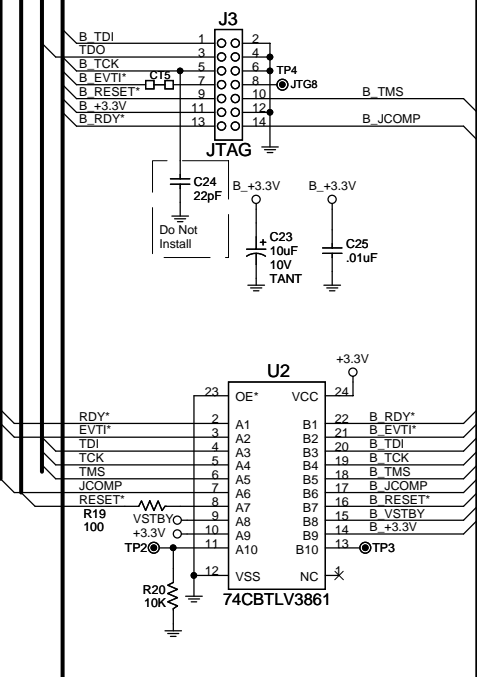 J3
B_TDI 1 2
TDO 3 4
B_TCK 5 6 TP4
B_EVTI* CT5 7 8 JTG8
B_RESET* 9 10 B_TMS
B_+3.3V 11 12
B_RDY* 13 14 B_JCOMP
JTAG
C24
22pF
Do Not
Install
B_+3.3V
C23
+
10uF
10V
TANT
B_+3.3V
C25
.01uF
U2
+3.3V
23 OE* VCC 24
RDY* 2 A1 B1 22 B_RDY*
EVTI* 3 A2 B2 21 B_EVTI*
TDI 4 A3 B3 20 B_TDI
TCK 5 A4 B4 19 B_TCK
TMS 6 A5 B5 18 B_TMS
JCOMP 7 A6 B6 17 B_JCOMP
RESET* 8 A7 B7 16 B_RESET*
R19
100
VSTBY 9 A8 B8 15 B_VSTBY
+3.3V 10 A9 B9 14 B_+3.3V
TP2 11 A10 B10 13 TP3
12 VSS NC 1
R20
10K
74CBTLV3861